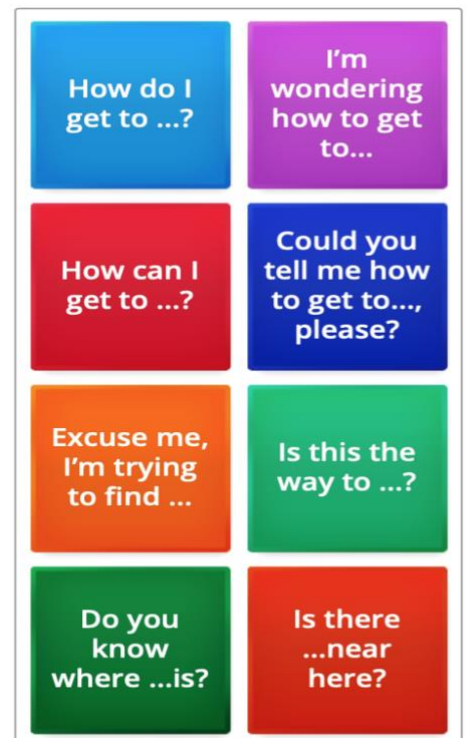 How do I
get to ...?
I'm
wondering
how to get
to...
How can I
get to ...?
Could you
tell me how
to get to...,
please?
Excuse me,
I'm trying
to find ...
Is this the
way to ...?
Do you
know
where ...is?
Is there
...near
here?